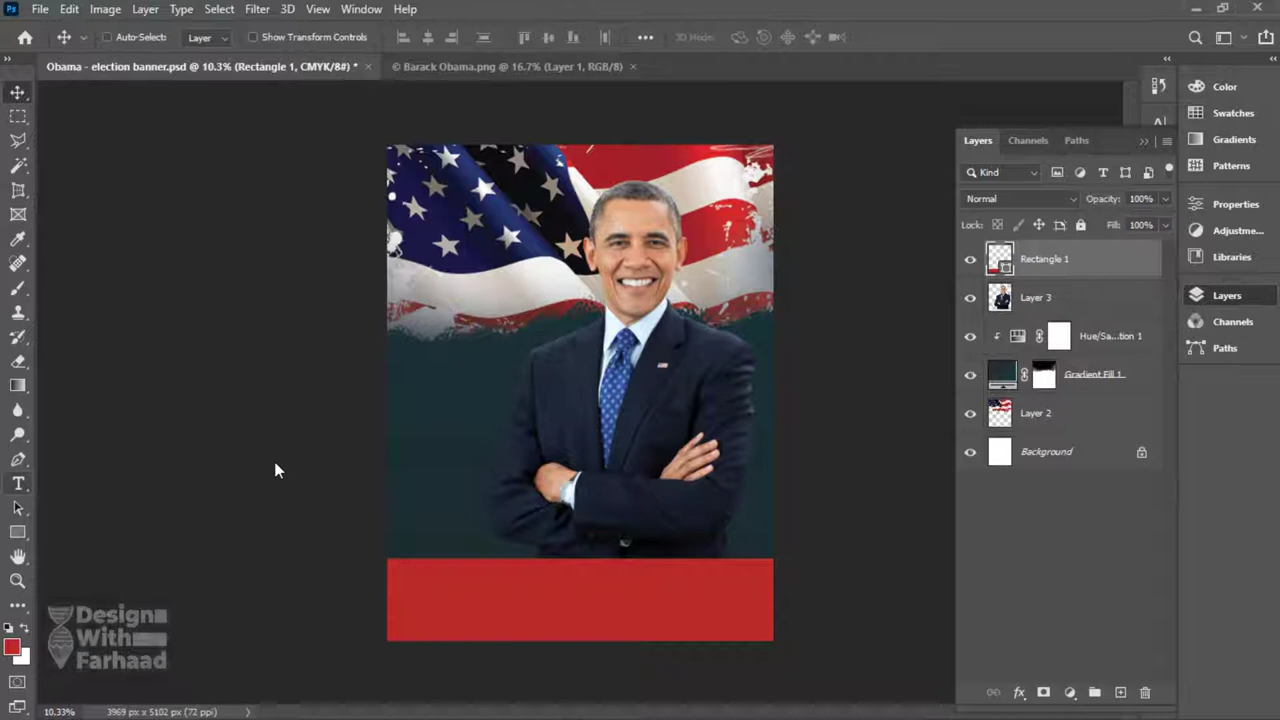 Ps File Edit Image Layer Type Select Filter 3D View Window Help
Auto-Select: Layer Show Transform Controls 3D Mode:
Obama - election banner.psd @ 10.3% (Rectangle 1, CMYK/8#) * × © Barack Obama.png @ 16.7% (Layer 1, RGB/8) ×
Layers Channels Paths
Kind
Normal Opacity: 100%
Lock: Fill: 100%
Rectangle 1
Layer 3
Hue/Sa...tion 1
Gradient Fill 1
Layer 2
Background
fx
Color
Swatches
Gradients
Patterns
Properties
Adjustme...
Libraries
Layers
Channels
Paths
Design
With
Farhaad
10.33% 3969 px x 5102 px (72 ppi)